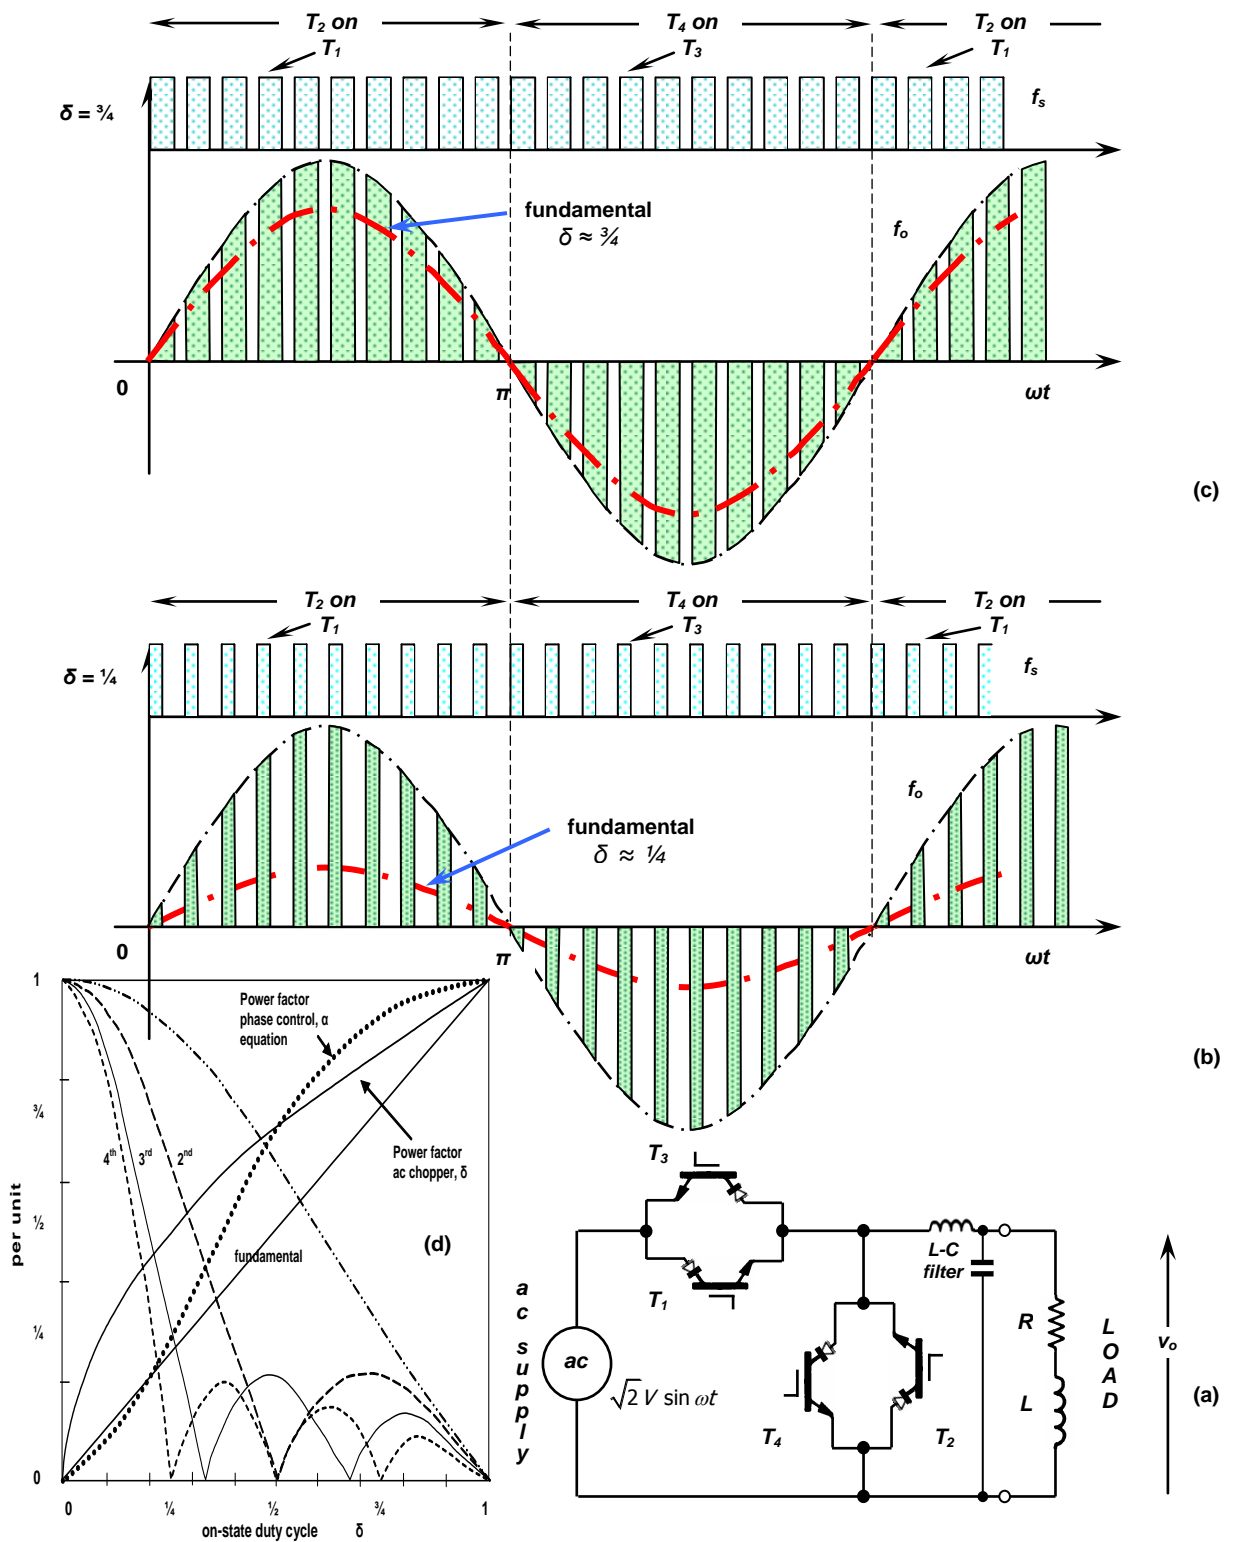 T2 on T4 on T2 on
T1 T3 T1
δ = ¾
fs
fundamental
δ ≈ ¾
fo
0 π ωt
(c)
T2 on T4 on T2 on
T1 T3 T1
δ = ¼
fs
fundamental
δ ≈ ¼
fo
0 π ωt
(b)
1
¾
½
¼
0
per unit
Power factor
phase control, α
equation
Power factor
ac chopper, δ
4th 3rd 2nd
fundamental
(d)
0 ¼ ½ ¾ 1
on-state duty cycle δ
T3
T1
T4
T2
L-C
filter
ac supply
ac
√2 V sin ωt
R
L
LOAD
vo
(a)